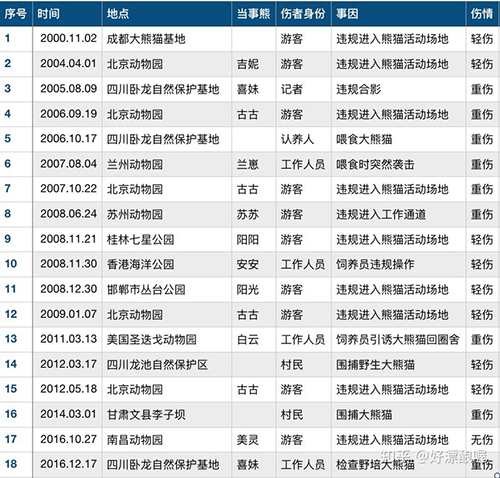 序号 时间 地点 当事熊 伤者身份 事因 伤情
1 2000.11.02 成都大熊猫基地 游客 违规进入熊猫活动场地 轻伤
2 2004.04.01 北京动物园 吉妮 游客 违规进入熊猫活动场地 轻伤
3 2005.08.09 四川卧龙自然保护基地 喜妹 记者 违规合影 重伤
4 2006.09.19 北京动物园 古古 游客 违规进入熊猫活动场地 重伤
5 2006.10.17 四川卧龙自然保护基地 认养人 喂食大熊猫 重伤
6 2007.08.04 兰州动物园 兰崽 工作人员 喂食时突然袭击 重伤
7 2007.10.22 北京动物园 古古 游客 违规进入熊猫活动场地 重伤
8 2008.06.24 苏州动物园 苏苏 游客 违规进入工作通道 重伤
9 2008.11.21 桂林七星公园 阳阳 游客 违规进入熊猫活动场地 轻伤
10 2008.11.30 香港海洋公园 安安 工作人员 饲养员违规操作 轻伤
11 2008.12.30 邯郸市丛台公园 阳光 游客 违规进入熊猫活动场地 轻伤
12 2009.01.07 北京动物园 古古 游客 违规进入熊猫活动场地 轻伤
13 2011.03.13 美国圣迭戈动物园 白云 工作人员 饲养员引诱大熊猫回圈舍 重伤
14 2012.03.17 四川龙池自然保护区 村民 围捕野生大熊猫 轻伤
15 2012.05.18 北京动物园 古古 游客 违规进入熊猫活动场地 轻伤
16 2014.03.01 甘肃文县李子坝 村民 围捕大熊猫 重伤
17 2016.10.27 南昌动物园 美灵 游客 违规进入熊猫活动场地 无伤
18 2016.12.17 四川卧龙自然保护基地 喜妹 工作人员 检查野培大熊猫 重伤